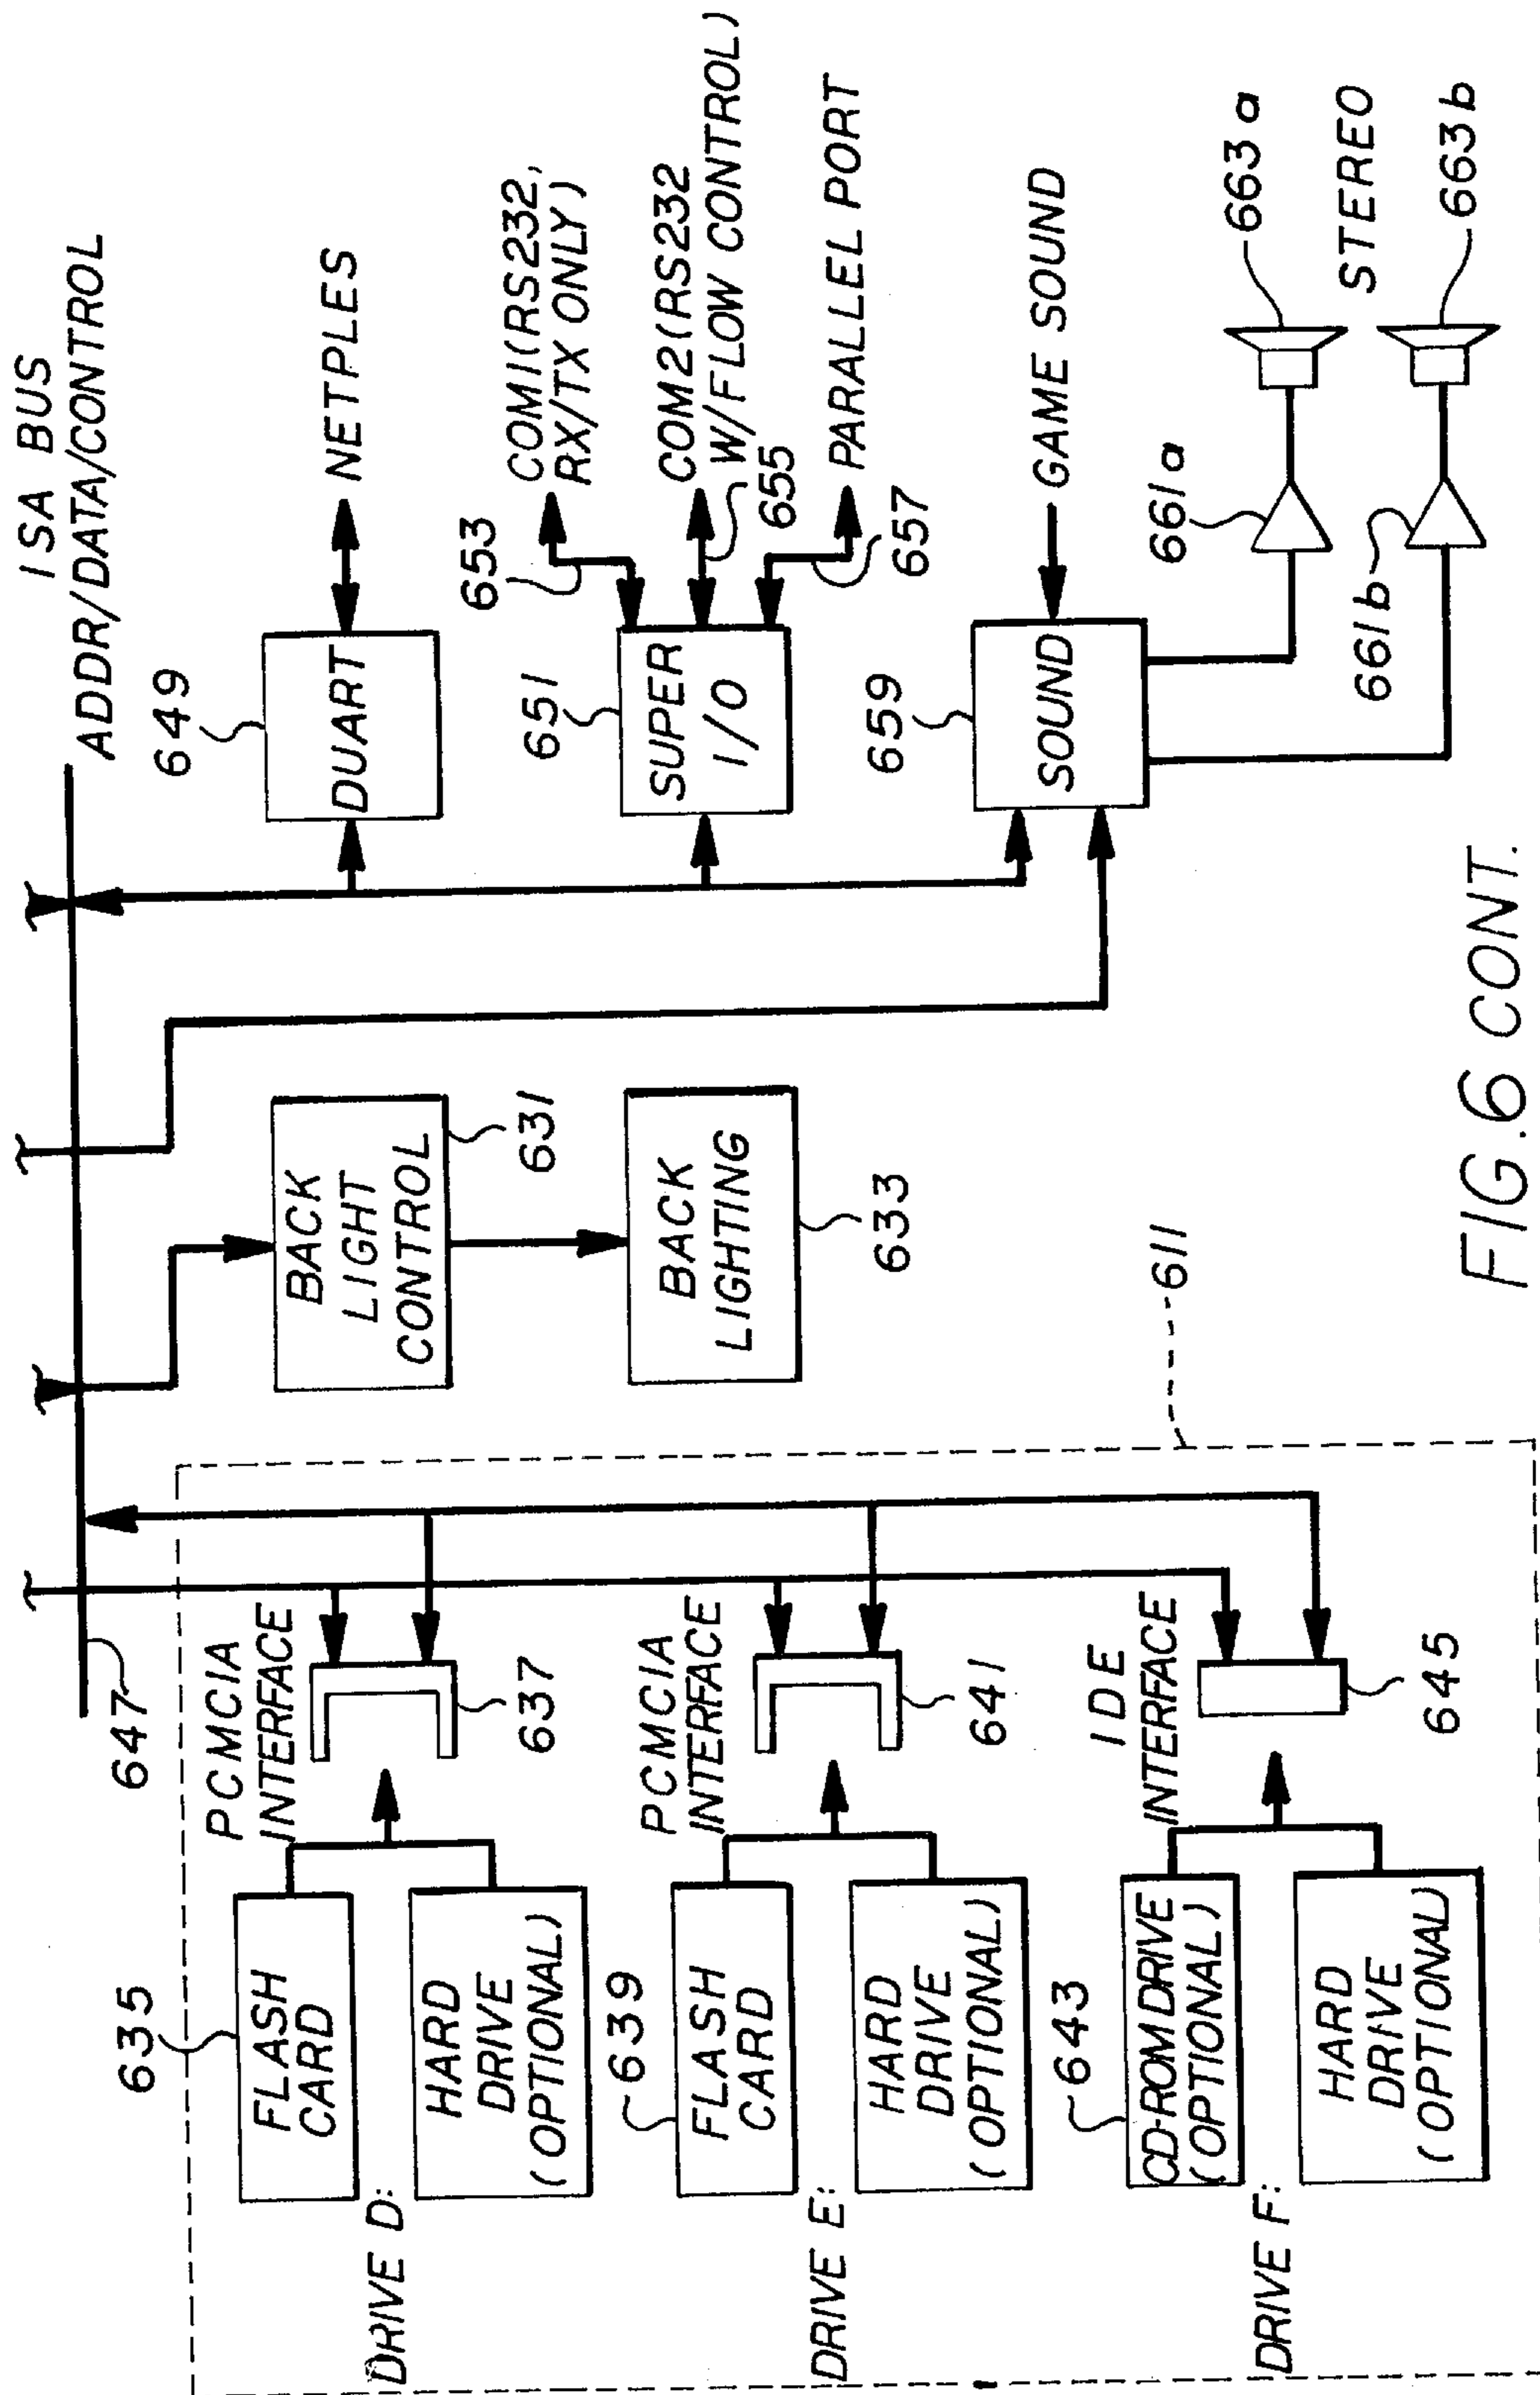 ISA BUS
ADDR/DATA/CONTROL
647
635
FLASH
CARD
DRIVE D:
HARD
DRIVE
(OPTIONAL)
PCMCIA
INTERFACE
637
639
FLASH
CARD
DRIVE E:
HARD
DRIVE
(OPTIONAL)
PCMCIA
INTERFACE
641
643
CD-ROM DRIVE
(OPTIONAL)
DRIVE F:
HARD
DRIVE
(OPTIONAL)
IDE
INTERFACE
645
611
BACK
LIGHT
CONTROL
631
BACK
LIGHTING
633
649
DUART
NETPLES
651
SUPER
I/O
653
COM1(RS232,
RX/TX ONLY)
COM2(RS232
W/FLOW CONTROL)
655
PARALLEL PORT
657
659
SOUND
GAME SOUND
661a
663a
STEREO
661b
663b
FIG.6 CONT.